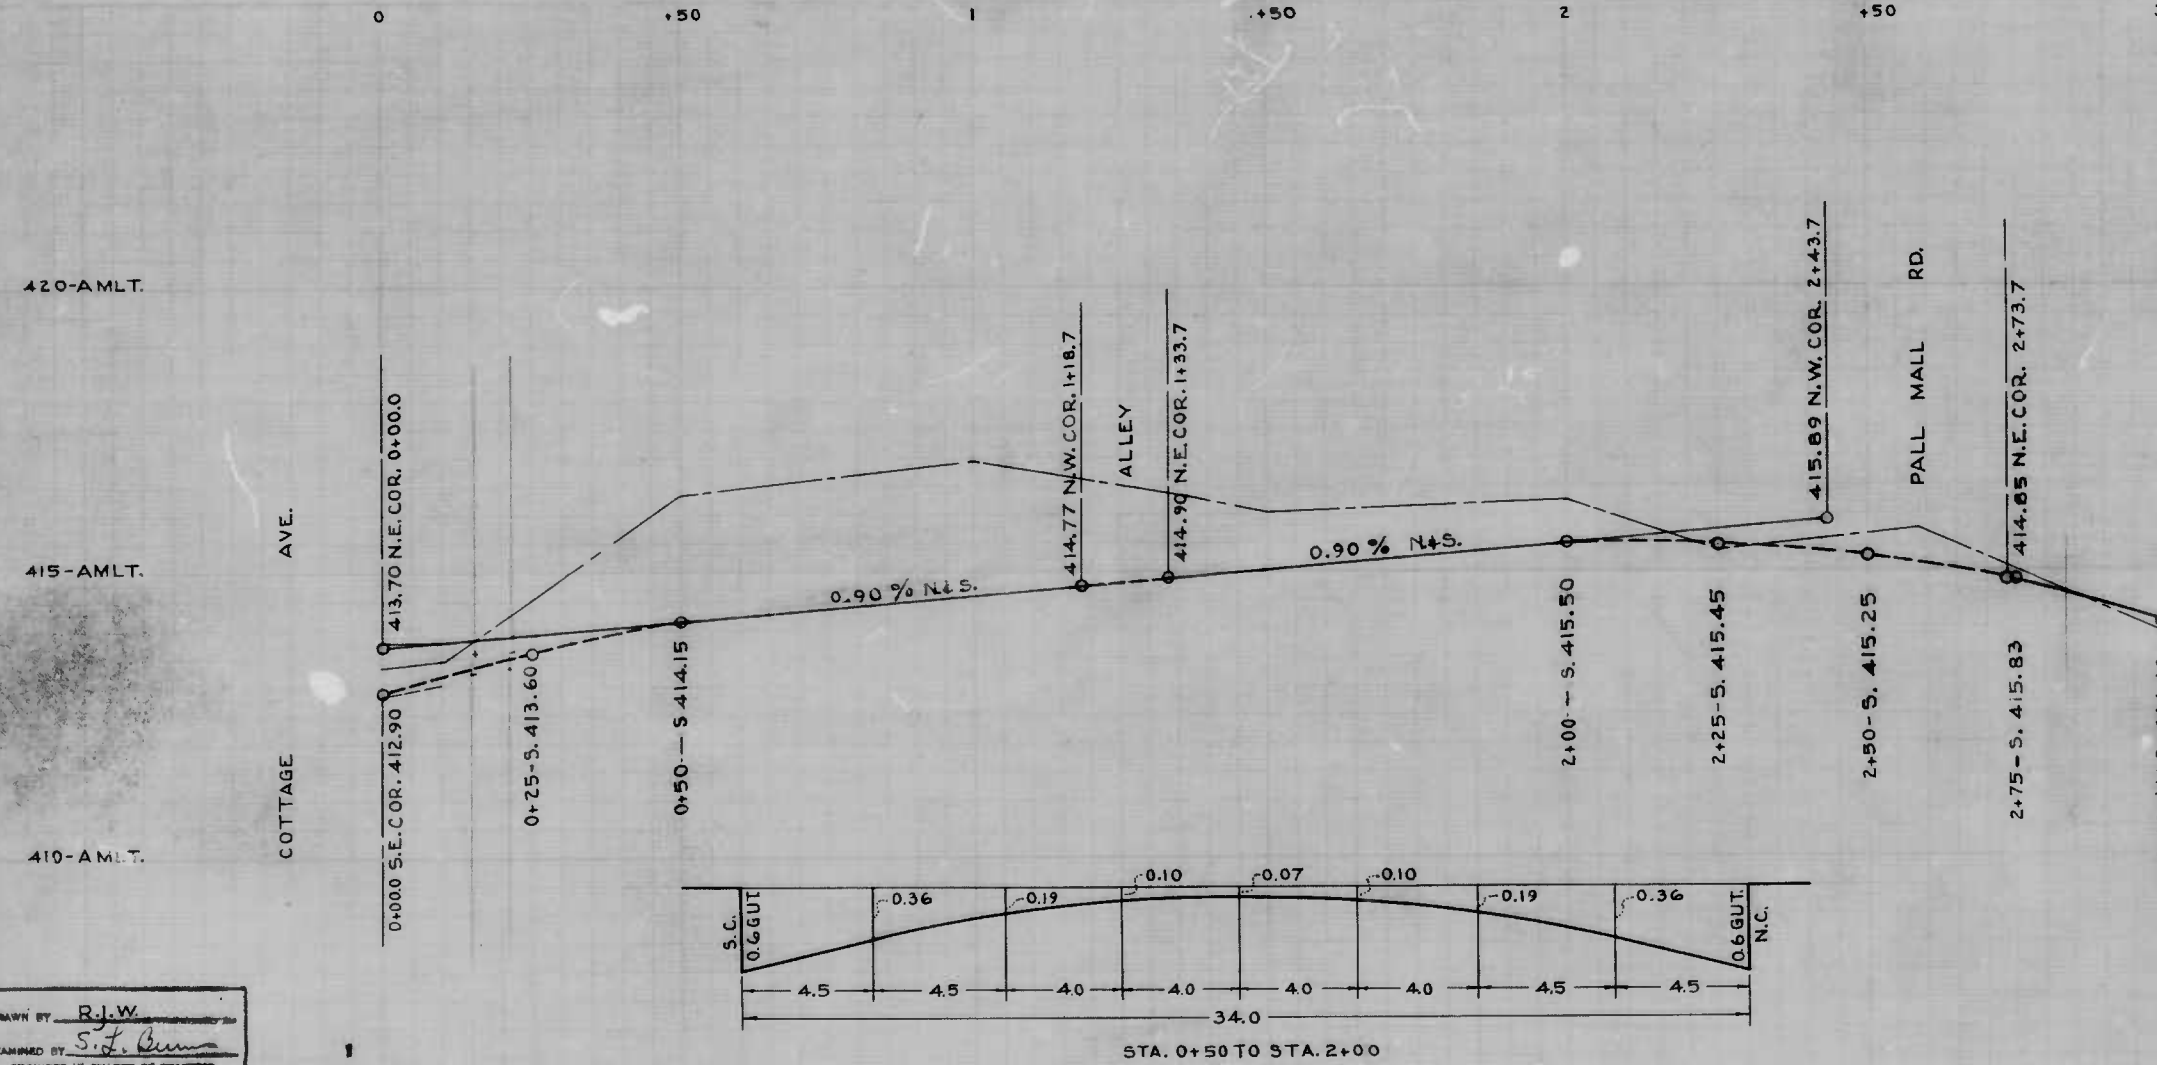 0 +50 1 +50 2 +50
420-AMLT.
415-AMLT.
410-AMLT.
COTTAGE AVE.
413.70 N.E.COR. 0+00.0
0+00.0 S.E.COR. 412.90
0+25-S. 413.60
0+50-- S 414.15
0.90 % N.&S.
414.77 N.W.COR. 1+18.7
ALLEY
414.90 N.E.COR. 1+33.7
0.90 % N.&S.
2+00-- S. 415.50
2+25-S. 415.45
415.89 N.W.COR. 2+43.7
2+50-S. 415.25
PALL MALL RD.
414.85 N.E.COR. 2+73.7
2+75-S. 415.83
S.C.
0.6 GUT.
0.36
0.19
0.10
0.07
0.10
0.19
0.36
0.6 GUT.
N.C.
4.5 4.5 4.0 4.0 4.0 4.0 4.5 4.5
34.0
STA. 0+50 TO STA. 2+00
AWN BY R.J.W.
AMINED BY